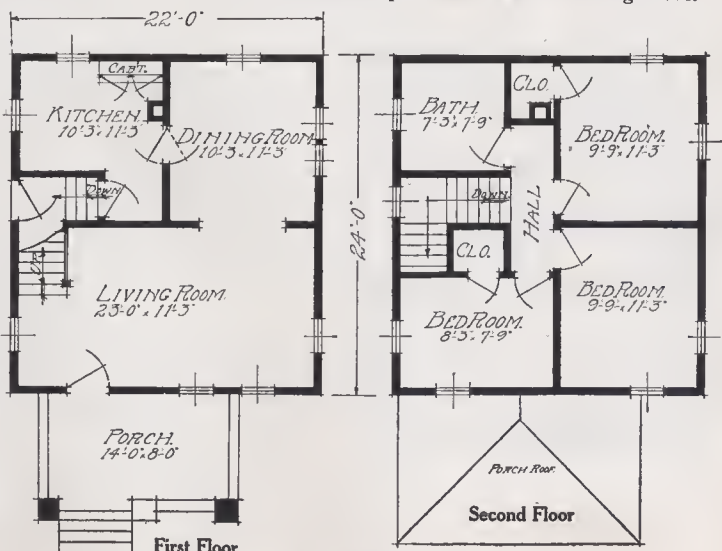 22'-0"
CABT.
KITCHEN.
10'-3" x 11'-3"
DINING ROOM.
10'-3 x 11'-3"
DOWN
UP
LIVING ROOM.
23'-0" x 11'-3"
PORCH.
14'-0" x 8'-0"
First Floor
24'-0"
CLO.
BATH
7'-3" x 7'-9"
BED ROOM.
9'-9" x 11'-3"
DOWN
HALL
CLO.
BED ROOM.
8'-3" x 7'-9"
BED ROOM.
9'-9" x 11'-3"
PORCH ROOF.
Second Floor